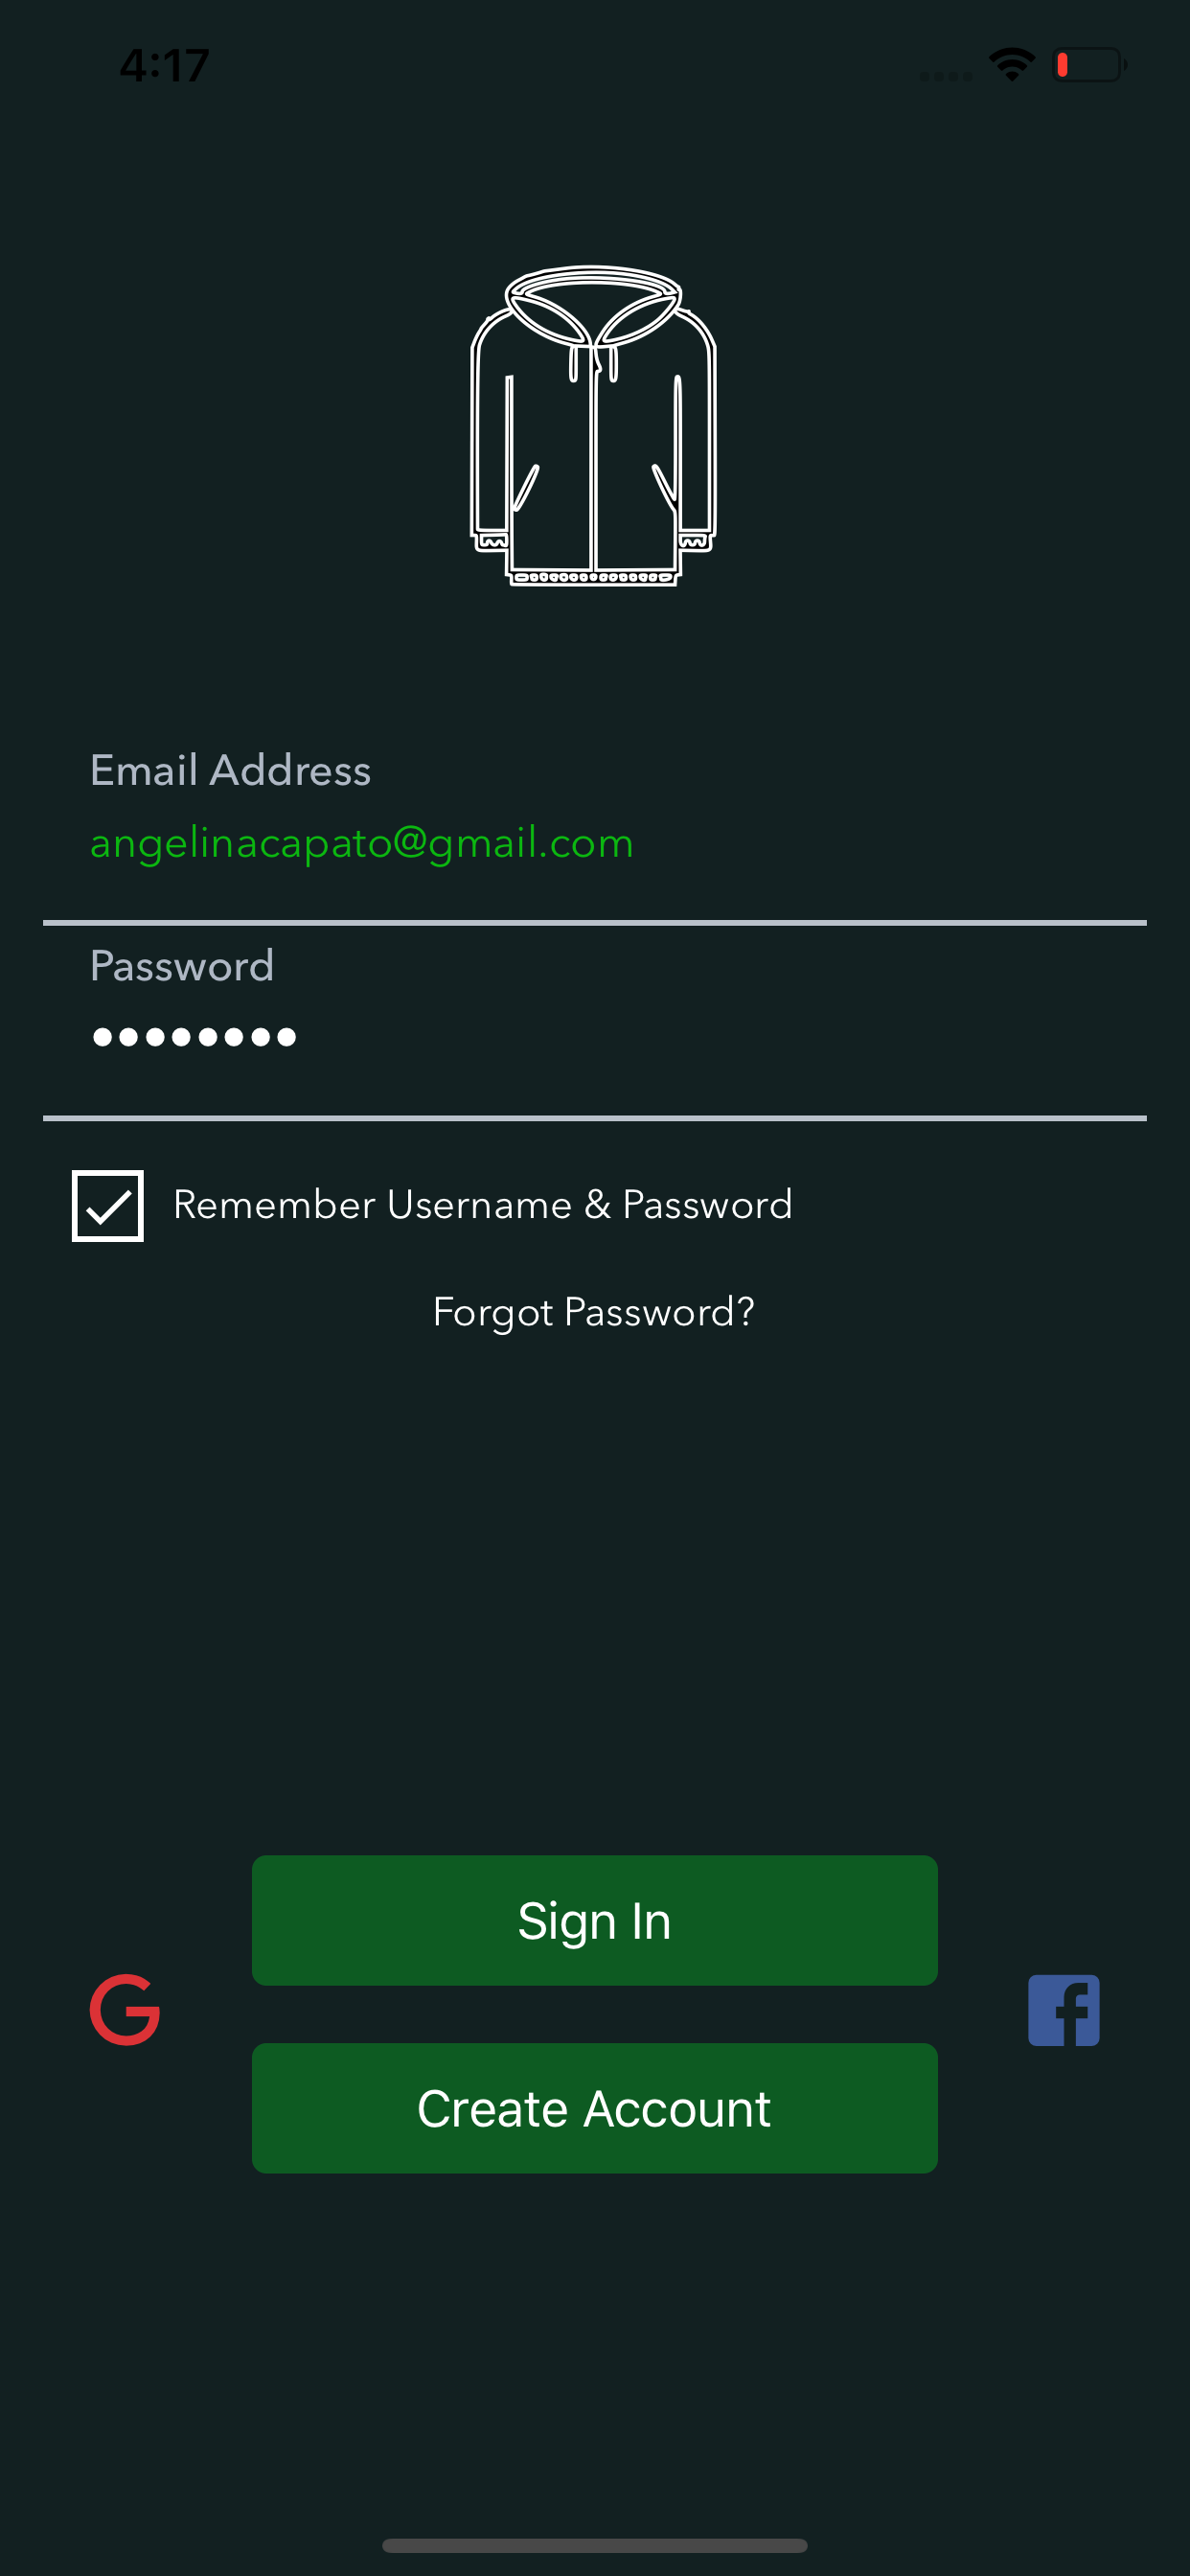 4:17
Email Address
angelinacapato@gmail.com
Password
••••••••
Remember Username & Password
Forgot Password?
Sign In
Create Account